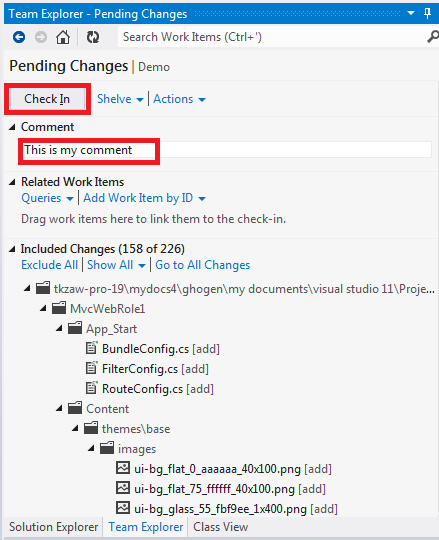 Team Explorer - Pending Changes
Search Work Items (Ctrl+')
Pending Changes | Demo
Check In Shelve Actions
Comment
This is my comment
Related Work Items
Queries Add Work Item by ID
Drag work items here to link them to the check-in.
Included Changes (158 of 226)
Exclude All Show All Go to All Changes
tkzaw-pro-19\mydocs4\ghogen\my documents\visual studio 11\Proje...
MvcWebRole1
App_Start
BundleConfig.cs [add]
FilterConfig.cs [add]
RouteConfig.cs [add]
Content
themes\base
images
ui-bg_flat_0_aaaaaa_40x100.png [add]
ui-bg_flat_75_ffffff_40x100.png [add]
ui-bg_glass_55_fbf9ee_1x400.png [add]
Solution Explorer Team Explorer Class View